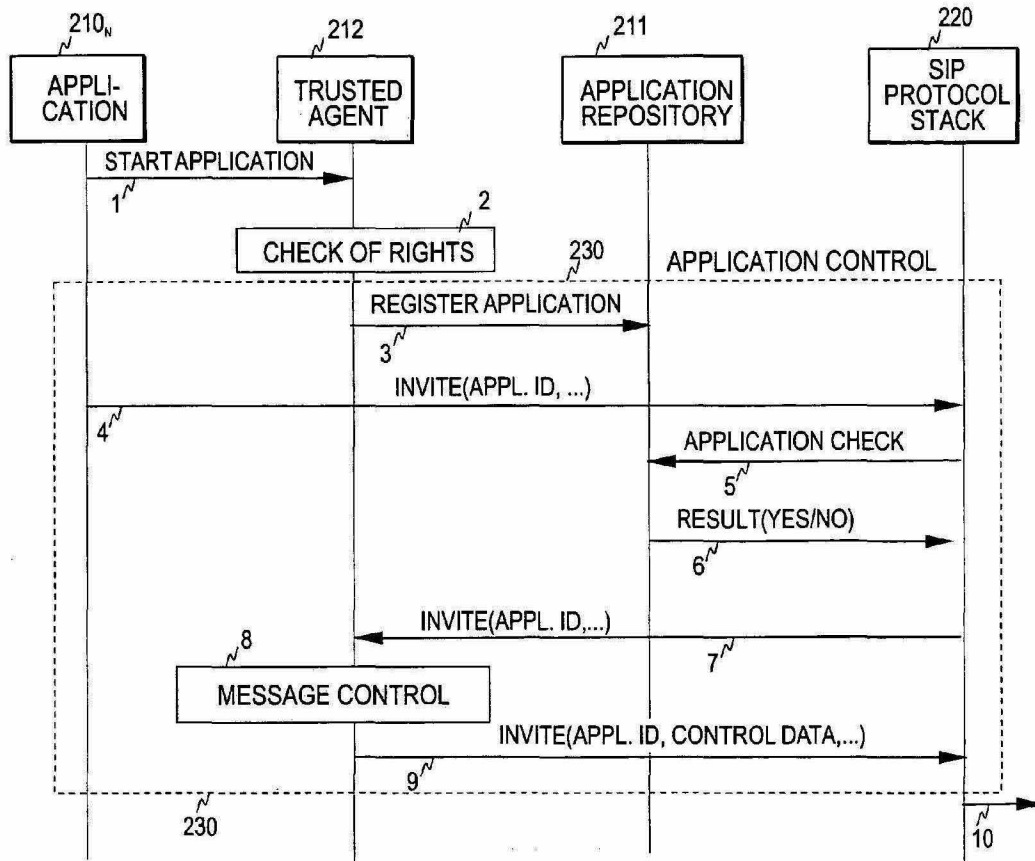 210N 212 211 220
APPLI-
CATION
TRUSTED
AGENT
APPLICATION
REPOSITORY
SIP
PROTOCOL
STACK
START APPLICATION
1
2
CHECK OF RIGHTS
230
APPLICATION CONTROL
REGISTER APPLICATION
3
INVITE(APPL. ID, ...)
4
APPLICATION CHECK
5
RESULT(YES/NO)
6
INVITE(APPL. ID,...)
7
8
MESSAGE CONTROL
INVITE(APPL. ID, CONTROL DATA,...)
9
230
10